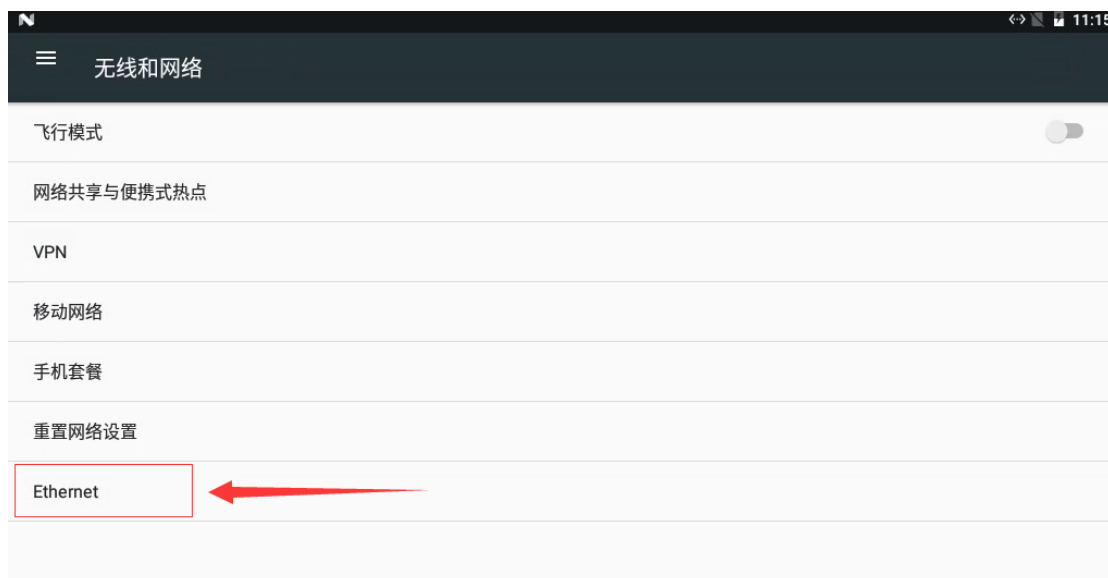 11:15
无线和网络
飞行模式
网络共享与便携式热点
VPN
移动网络
手机套餐
重置网络设置
Ethernet